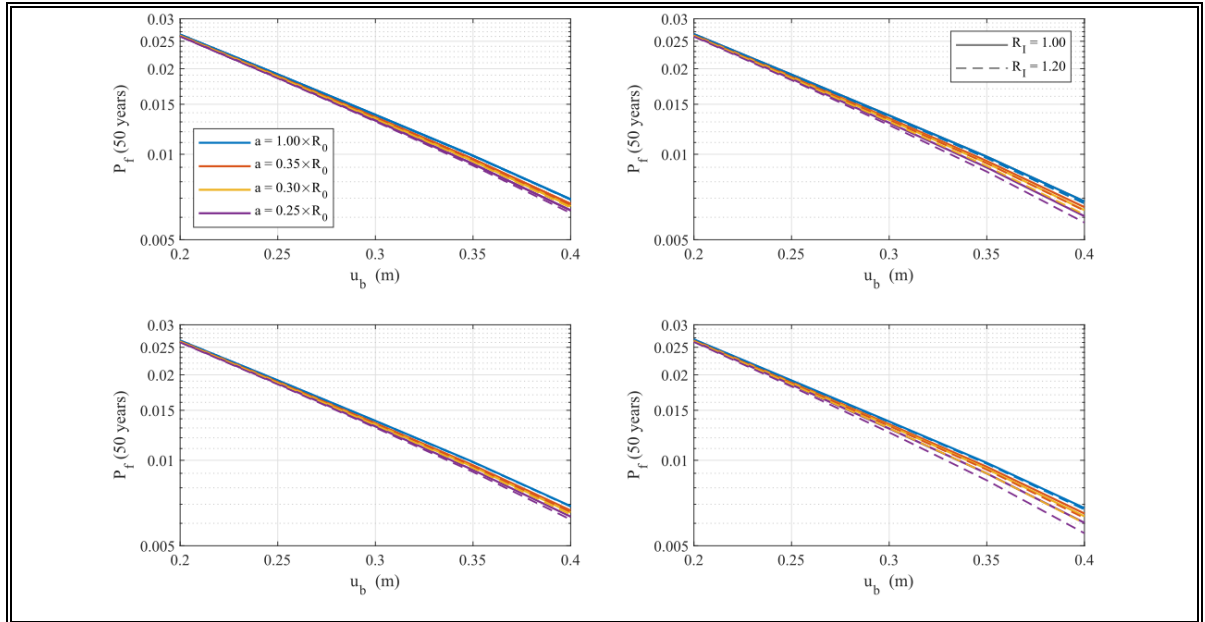 0.03
0.025
0.02
0.015
0.01
0.005
P_f (50 years)
a = 1.00×R_0
a = 0.35×R_0
a = 0.30×R_0
a = 0.25×R_0
0.2 0.25 0.3 0.35 0.4
u_b (m)
0.03
0.025
0.02
0.015
0.01
0.005
P_f (50 years)
R_I = 1.00
R_I = 1.20
0.2 0.25 0.3 0.35 0.4
u_b (m)
0.03
0.025
0.02
0.015
0.01
0.005
P_f (50 years)
0.2 0.25 0.3 0.35 0.4
u_b (m)
0.03
0.025
0.02
0.015
0.01
0.005
P_f (50 years)
0.2 0.25 0.3 0.35 0.4
u_b (m)